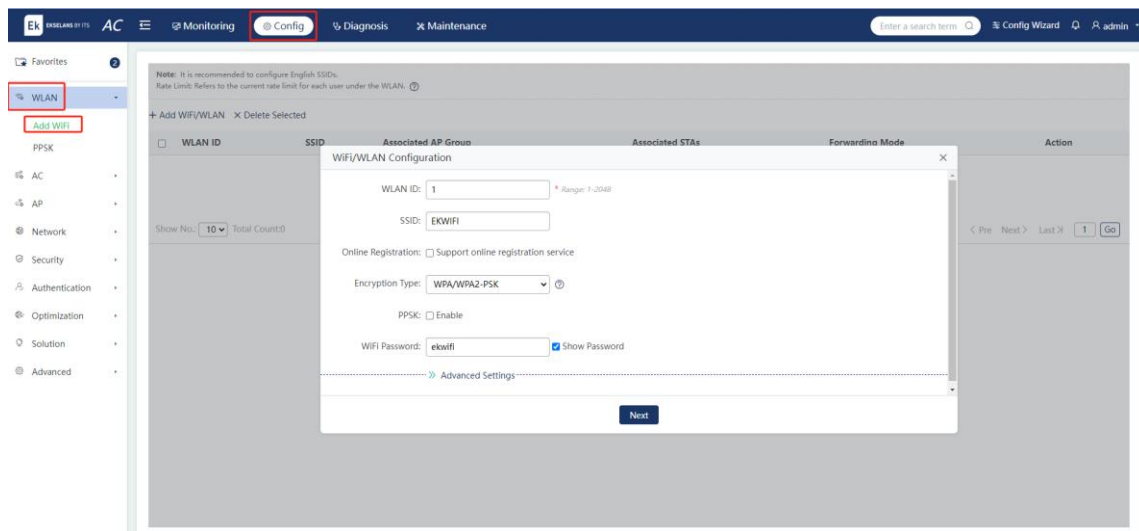 Ek EKSELANS BY ITS AC Monitoring Config Diagnosis Maintenance Enter a search term Config Wizard admin
Favorites 2
Note: It is recommended to configure English SSIDs.
Rate Limit: Refers to the current rate limit for each user under the WLAN.
WLAN
+ Add WiFi/WLAN X Delete Selected
Add WiFi
WLAN ID SSID Associated AP Group Associated STAs Forwarding Mode Action
PPSK
WiFi/WLAN Configuration
AC
WLAN ID: 1 * Range: 1-2048
AP
SSID: EKWIFI
Network
Show No.: 10 Total Count:0 < Pre Next > Last 1 Go
Online Registration: Support online registration service
Security
Encryption Type: WPA/WPA2-PSK
Authentication
PPSK: Enable
Optimization
WiFi Password: ekwifi Show Password
Solution
Advanced
Advanced Settings
Next